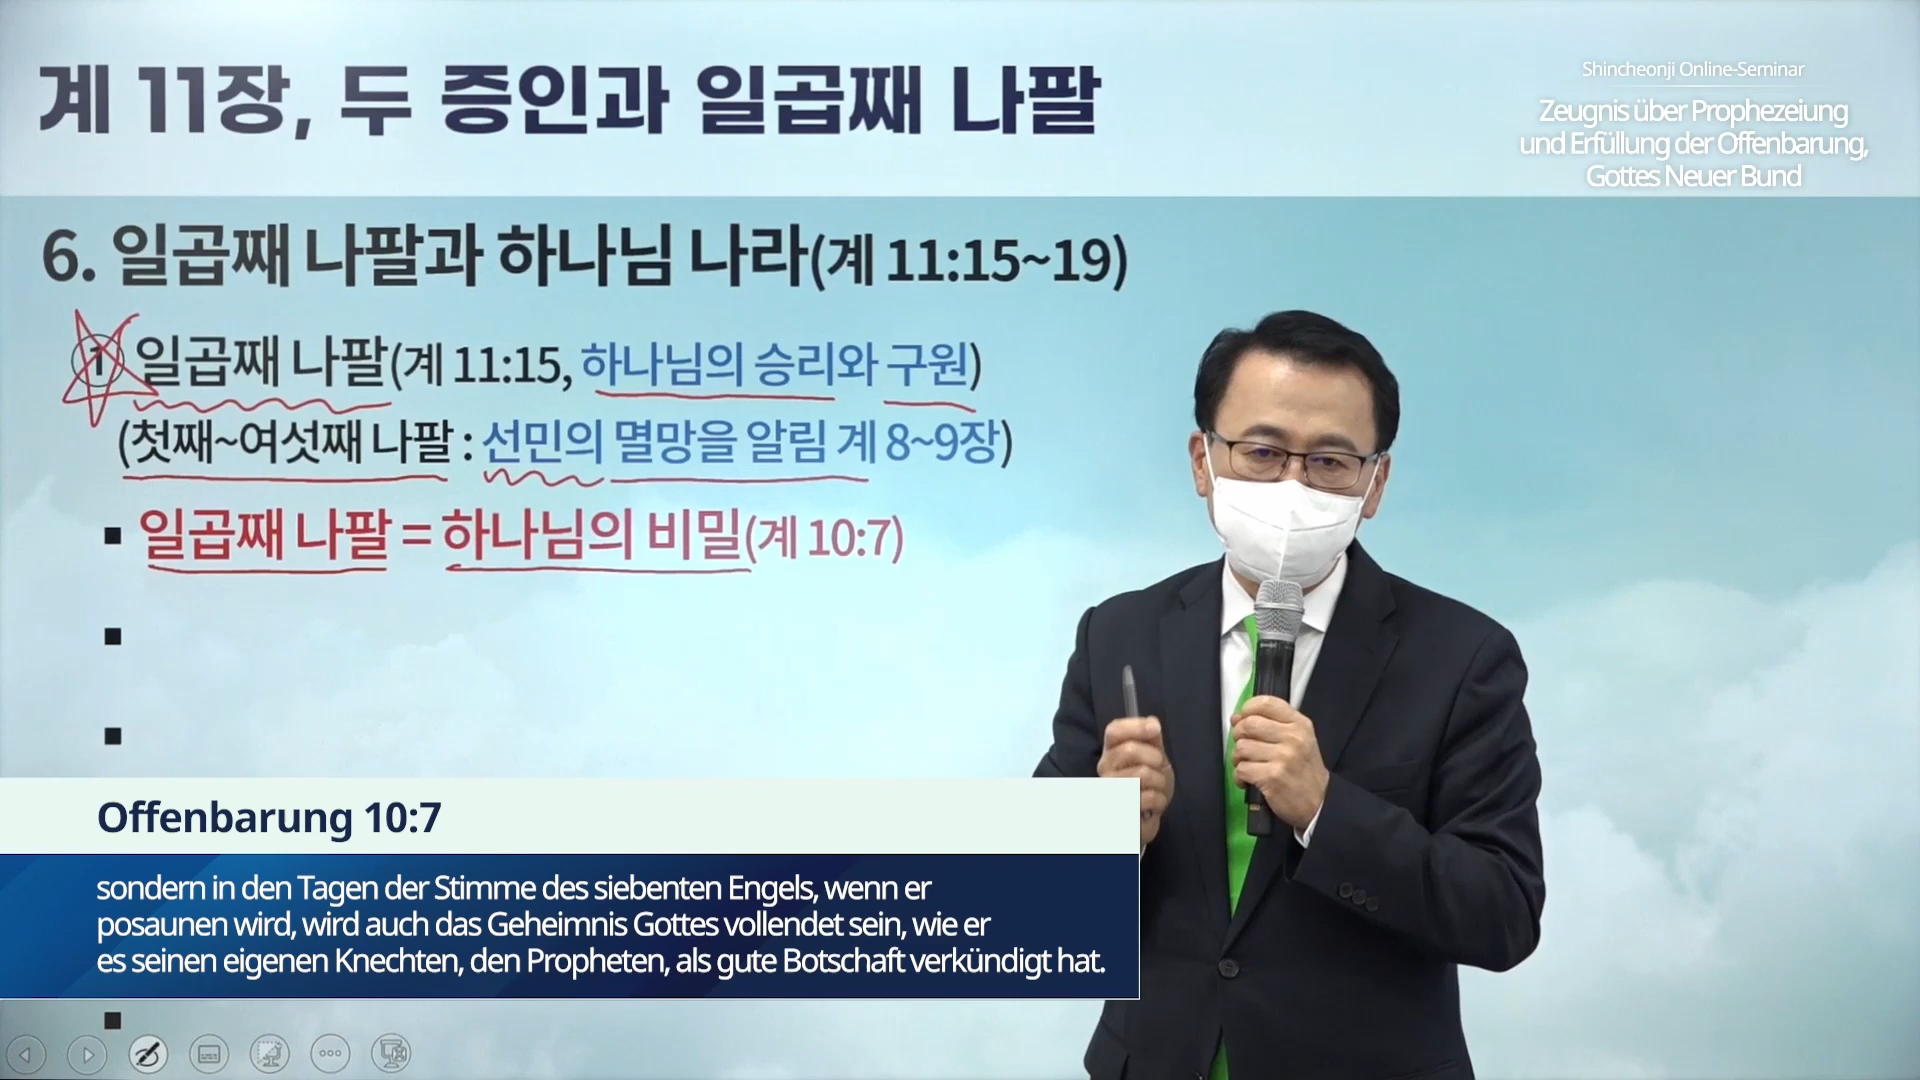 계 11장, 두 증인과 일곱째 나팔
Shincheonji Online-Seminar
Zeugnis über Prophezeiung
und Erfüllung der Offenbarung,
Gottes Neuer Bund
6. 일곱째 나팔과 하나님 나라(계 11:15~19)
① 일곱째 나팔(계 11:15, 하나님의 승리와 구원)
(첫째~여섯째 나팔 : 선민의 멸망을 알림 계 8~9장)
▪ 일곱째 나팔 = 하나님의 비밀(계 10:7)
Offenbarung 10:7
sondern in den Tagen der Stimme des siebenten Engels, wenn er
posaunen wird, wird auch das Geheimnis Gottes vollendet sein, wie er
es seinen eigenen Knechten, den Propheten, als gute Botschaft verkündigt hat.